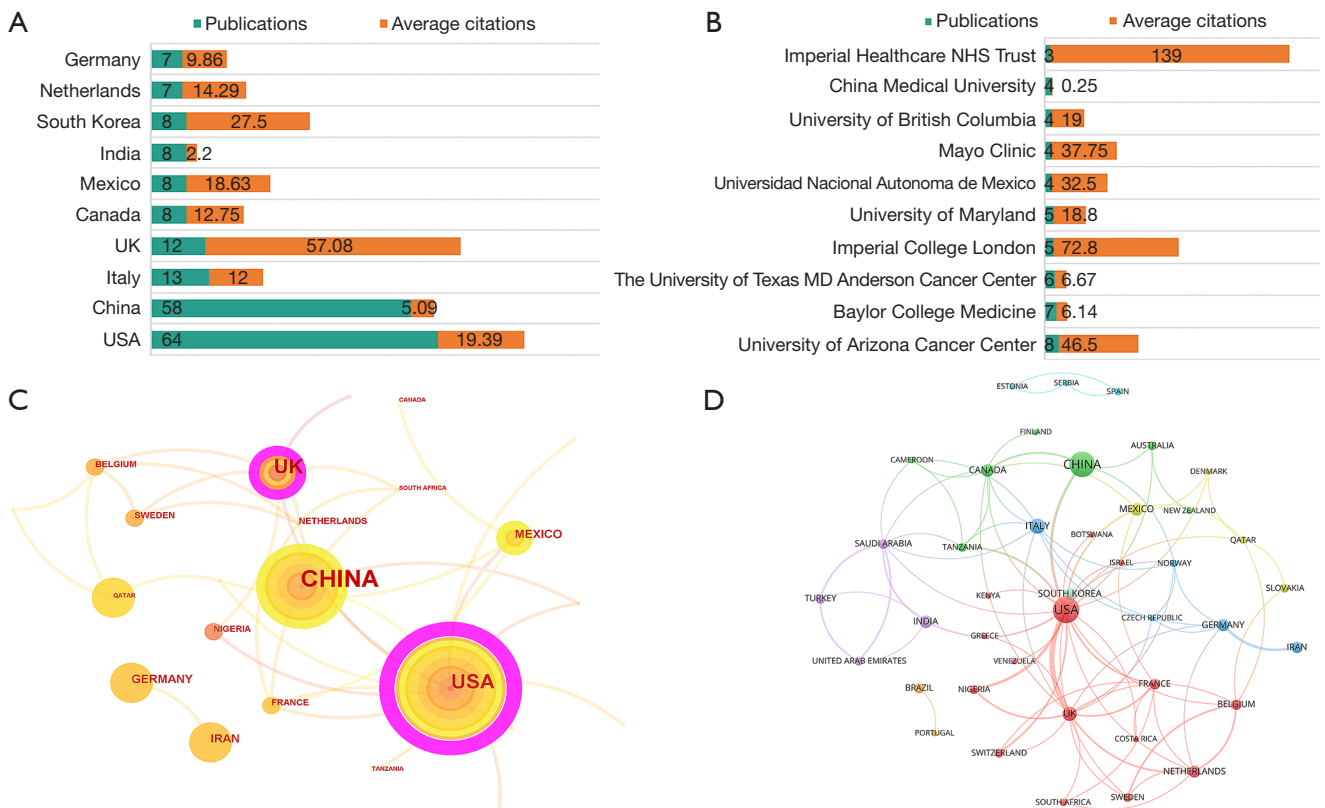 A
Publications
Average citations
Germany 7 9.86
Netherlands 7 14.29
South Korea 8 27.5
India 8 2.2
Mexico 8 18.63
Canada 8 12.75
UK 12 57.08
Italy 13 12
China 58 5.09
USA 64 19.39
B
Publications
Average citations
Imperial Healthcare NHS Trust 3 139
China Medical University 4 0.25
University of British Columbia 4 19
Mayo Clinic 4 37.75
Universidad Nacional Autonoma de Mexico 4 32.5
University of Maryland 5 18.8
Imperial College London 5 72.8
The University of Texas MD Anderson Cancer Center 6 6.67
Baylor College Medicine 7 6.14
University of Arizona Cancer Center 8 46.5
C
CANADA
UK
BELGIUM
SOUTH AFRICA
SWEDEN
NETHERLANDS
MEXICO
CHINA
QATAR
NIGERIA
GERMANY
USA
FRANCE
IRAN
TANZANIA
D
ESTONIA
SERBIA
SPAIN
FINLAND
AUSTRALIA
CAMEROON
CANADA
CHINA
DENMARK
MEXICO
NEW ZEALAND
ITALY
SAUDI ARABIA
TANZANIA
BOTSWANA
QATAR
ISRAEL
NORWAY
TURKEY
KENYA
SOUTH KOREA
USA
SLOVAKIA
INDIA
CZECH REPUBLIC
GERMANY
GREECE
IRAN
UNITED ARAB EMIRATES
VENEZUELA
BRAZIL
NIGERIA
FRANCE
BELGIUM
UK
PORTUGAL
COSTA RICA
SWITZERLAND
NETHERLANDS
SWEDEN
SOUTH AFRICA